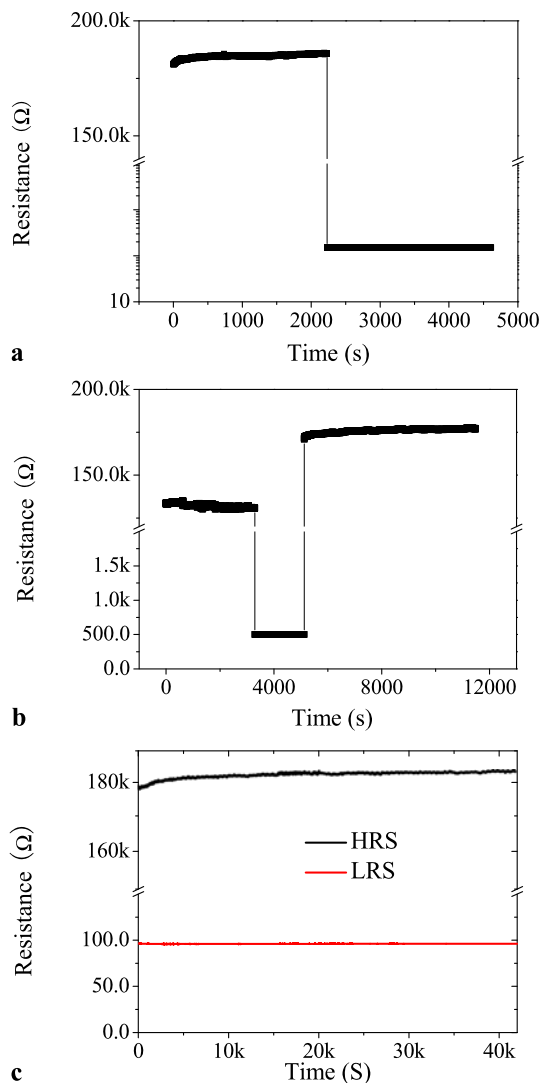 200.0k
150.0k
10
Resistance (Ω)
0 1000 2000 3000 4000 5000
Time (s)
a
200.0k
150.0k
1.5k
1.0k
500.0
0.0
Resistance (Ω)
0 4000 8000 12000
Time (s)
b
180k
160k
100.0
50.0
0.0
Resistance (Ω)
HRS
LRS
0 10k 20k 30k 40k
Time (S)
c